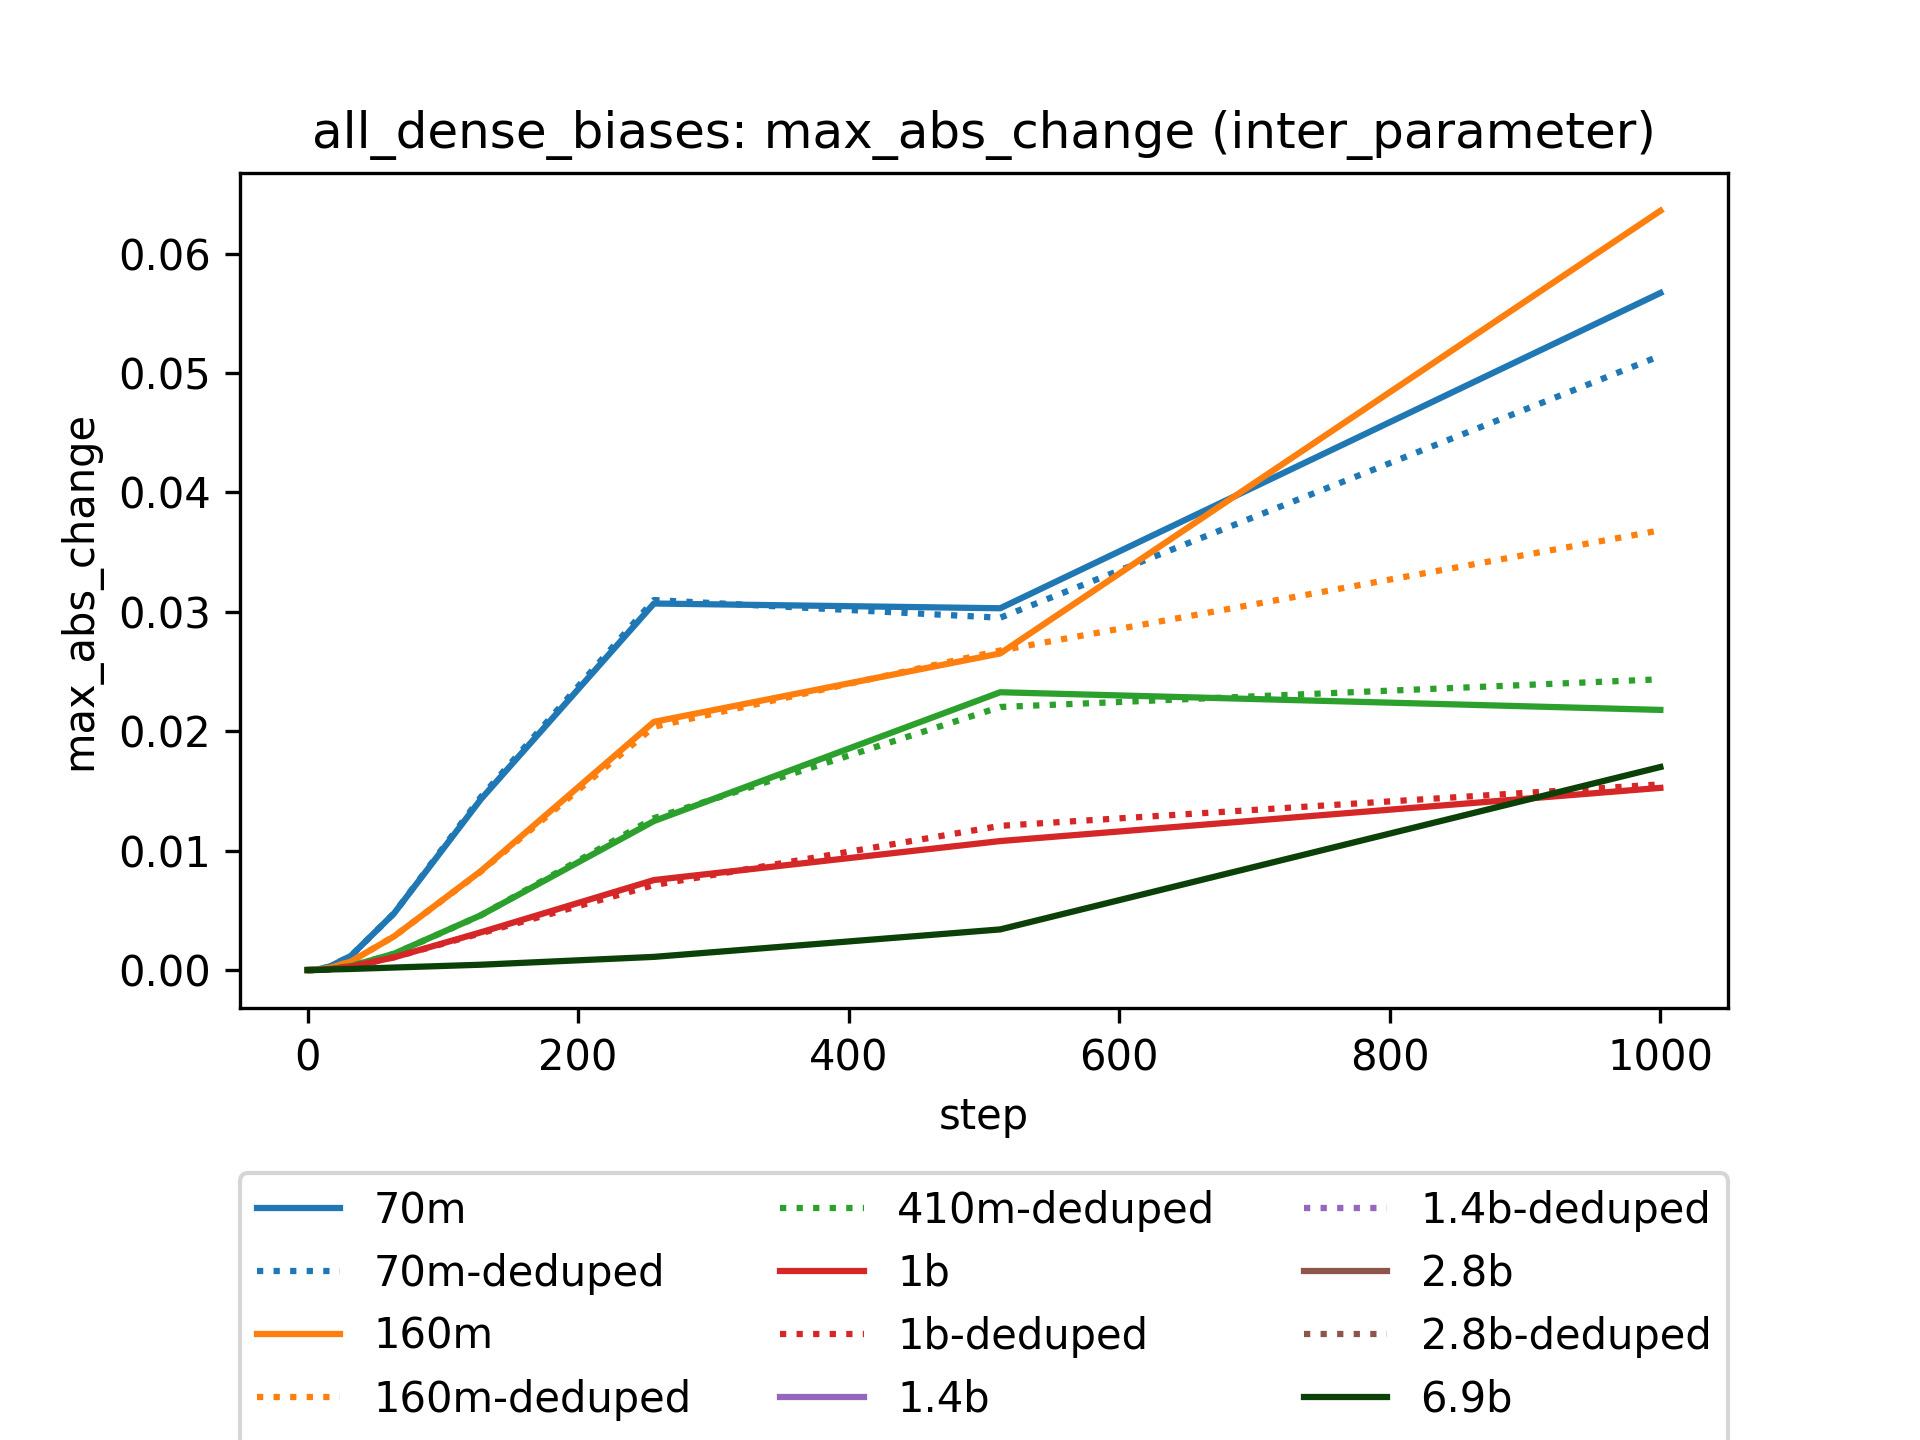 all_dense_biases: max_abs_change (inter_parameter)
max_abs_change
0.06
0.05
0.04
0.03
0.02
0.01
0.00
0 200 400 600 800 1000
step
70m 410m-deduped 1.4b-deduped
70m-deduped 1b 2.8b
160m 1b-deduped 2.8b-deduped
160m-deduped 1.4b 6.9b